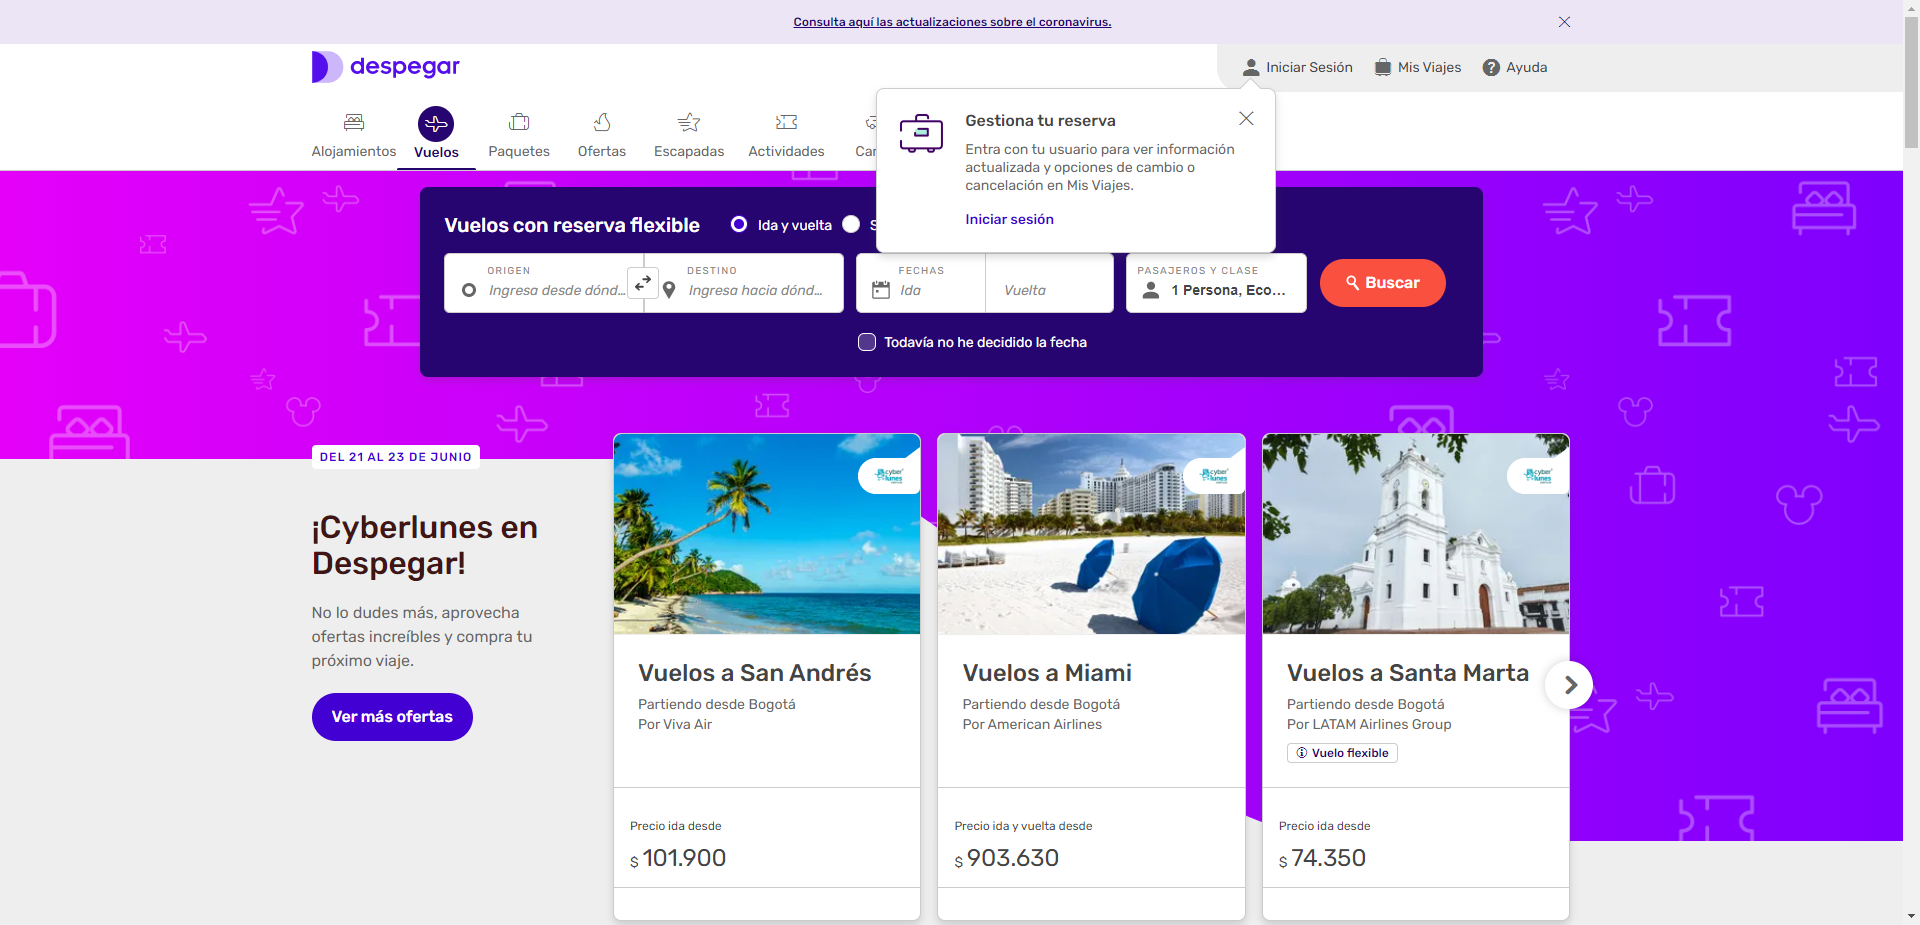 Consulta aquí las actualizaciones sobre el coronavirus.
despegar
Iniciar Sesión
Mis Viajes
Ayuda
Alojamientos
Vuelos
Paquetes
Ofertas
Escapadas
Actividades
Gestiona tu reserva
Entra con tu usuario para ver información
actualizada y opciones de cambio o
cancelación en Mis Viajes.
Iniciar sesión
Vuelos con reserva flexible
Ida y vuelta
ORIGEN
Ingresa desde dónd...
DESTINO
Ingresa hacia dónd...
FECHAS
Ida
Vuelta
PASAJEROS Y CLASE
1 Persona, Eco...
Buscar
Todavía no he decidido la fecha
DEL 21 AL 23 DE JUNIO
¡Cyberlunes en
Despegar!
No lo dudes más, aprovecha
ofertas increíbles y compra tu
próximo viaje.
Ver más ofertas
cyber
lunes
Vuelos a San Andrés
Partiendo desde Bogotá
Por Viva Air
Precio ida desde
$ 101.900
cyber
lunes
Vuelos a Miami
Partiendo desde Bogotá
Por American Airlines
Precio ida y vuelta desde
$ 903.630
cyber
lunes
Vuelos a Santa Marta
Partiendo desde Bogotá
Por LATAM Airlines Group
Vuelo flexible
Precio ida desde
$ 74.350